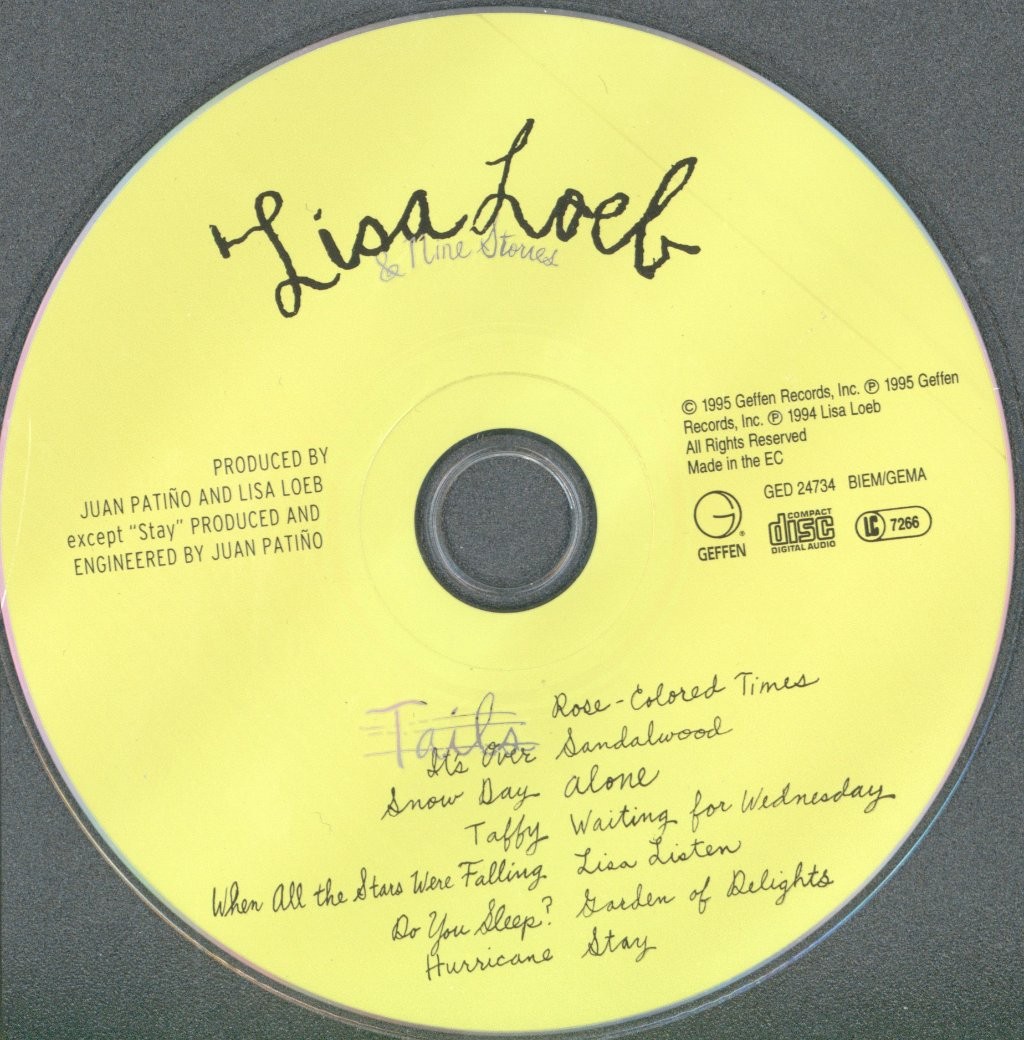 Lisa Loeb
& Nine Stories
© 1995 Geffen Records, Inc. ℗ 1995 Geffen
Records, Inc. ℗ 1994 Lisa Loeb
All Rights Reserved
Made in the EC
GED 24734 BIEM/GEMA
GEFFEN
®
COMPACT
disc
DIGITAL AUDIO
LC 7266
PRODUCED BY
JUAN PATIÑO AND LISA LOEB
except "Stay" PRODUCED AND
ENGINEERED BY JUAN PATIÑO
Tails
It's Over
Snow Day
Taffy
When All the Stars Were Falling
Do You Sleep?
Hurricane
Rose-Colored Times
Sandalwood
Alone
Waiting for Wednesday
Lisa Listen
Garden of Delights
Stay